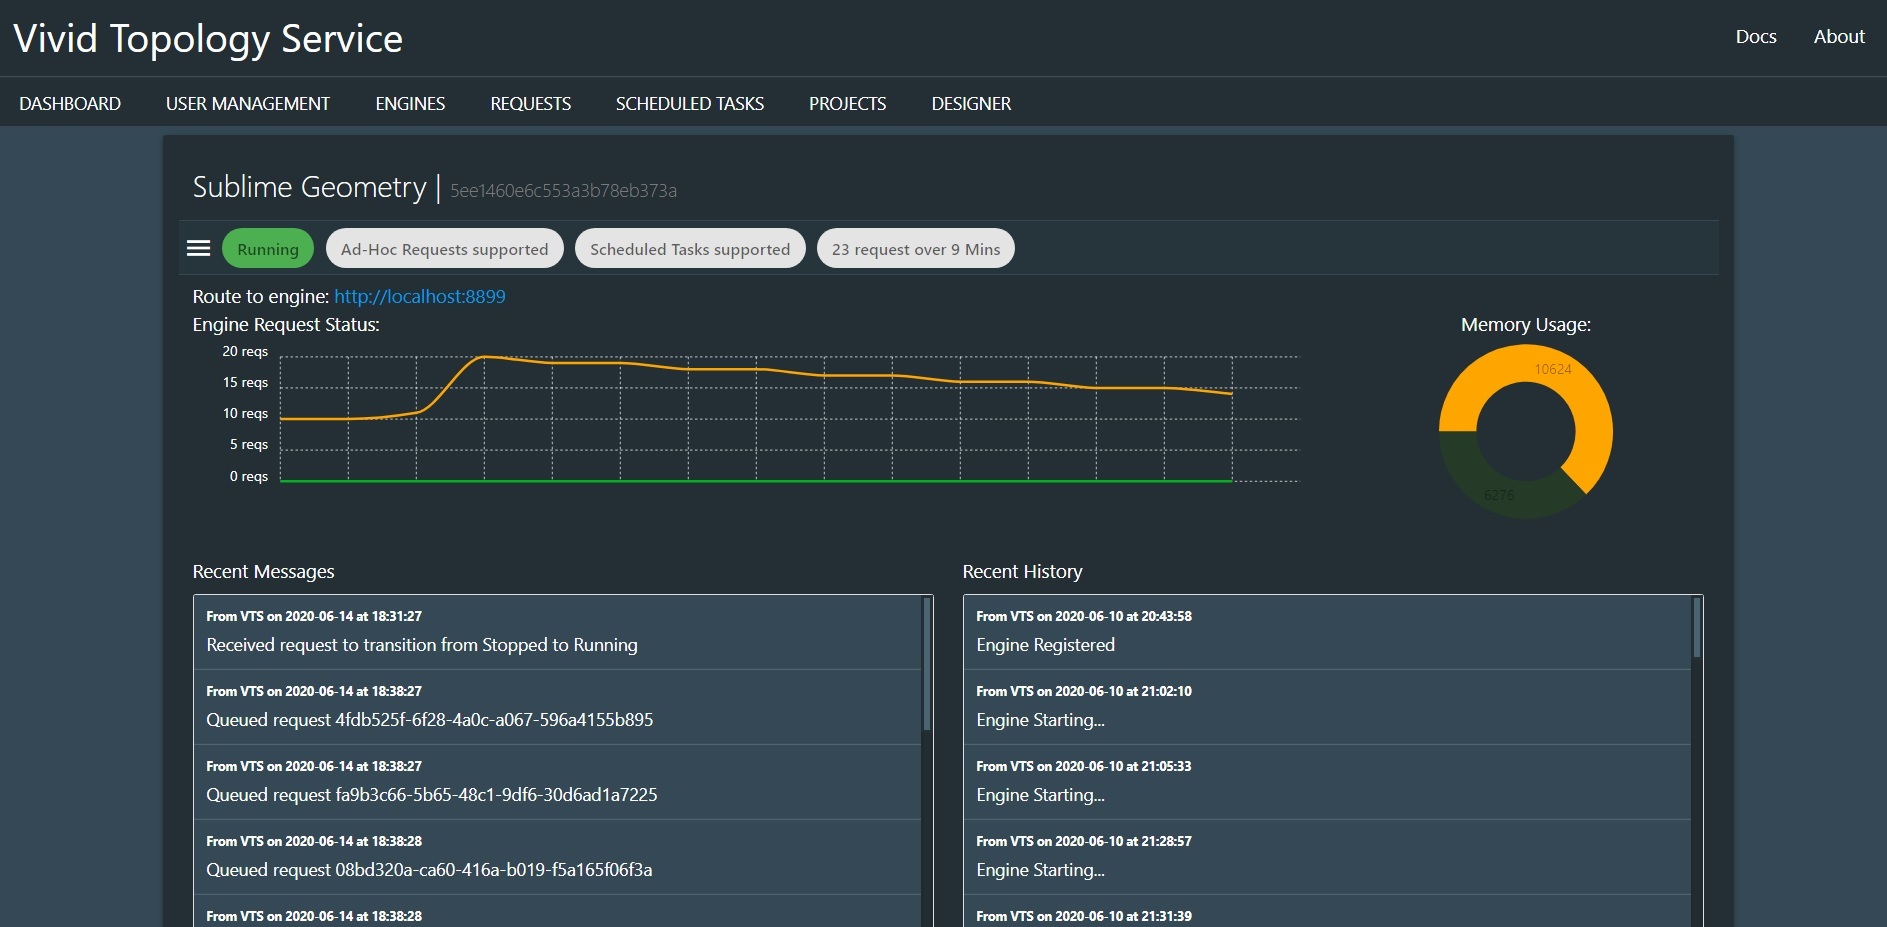 Vivid Topology Service
Docs About
DASHBOARD USER MANAGEMENT ENGINES REQUESTS SCHEDULED TASKS PROJECTS DESIGNER
Sublime Geometry | 5ee1460e6c553a3b78eb373a
Running Ad-Hoc Requests supported Scheduled Tasks supported 23 request over 9 Mins
Route to engine: http://localhost:8899
Engine Request Status:
20 reqs
15 reqs
10 reqs
5 reqs
0 reqs
Memory Usage:
10624
6276
Recent Messages
From VTS on 2020-06-14 at 18:31:27
Received request to transition from Stopped to Running
From VTS on 2020-06-14 at 18:38:27
Queued request 4fdb525f-6f28-4a0c-a067-596a4155b895
From VTS on 2020-06-14 at 18:38:27
Queued request fa9b3c66-5b65-48c1-9df6-30d6ad1a7225
From VTS on 2020-06-14 at 18:38:28
Queued request 08bd320a-ca60-416a-b019-f5a165f06f3a
From VTS on 2020-06-14 at 18:38:28
Recent History
From VTS on 2020-06-10 at 20:43:58
Engine Registered
From VTS on 2020-06-10 at 21:02:10
Engine Starting...
From VTS on 2020-06-10 at 21:05:33
Engine Starting...
From VTS on 2020-06-10 at 21:28:57
Engine Starting...
From VTS on 2020-06-10 at 21:31:39